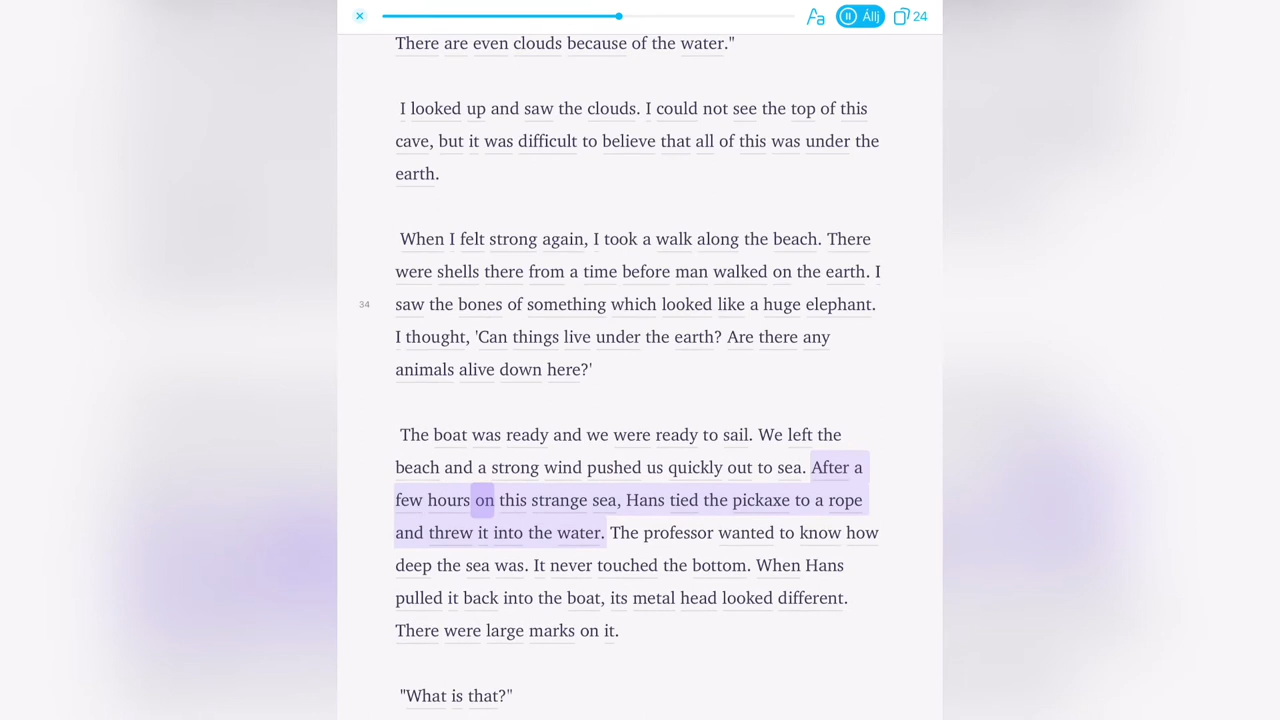 Állj
24
There are even clouds because of the water."
I looked up and saw the clouds. I could not see the top of this
cave, but it was difficult to believe that all of this was under the
earth.
When I felt strong again, I took a walk along the beach. There
were shells there from a time before man walked on the earth. I
34
saw the bones of something which looked like a huge elephant.
I thought, 'Can things live under the earth? Are there any
animals alive down here?'
The boat was ready and we were ready to sail. We left the
beach and a strong wind pushed us quickly out to sea. After a
few hours on this strange sea, Hans tied the pickaxe to a rope
and threw it into the water. The professor wanted to know how
deep the sea was. It never touched the bottom. When Hans
pulled it back into the boat, its metal head looked different.
There were large marks on it.
"What is that?"